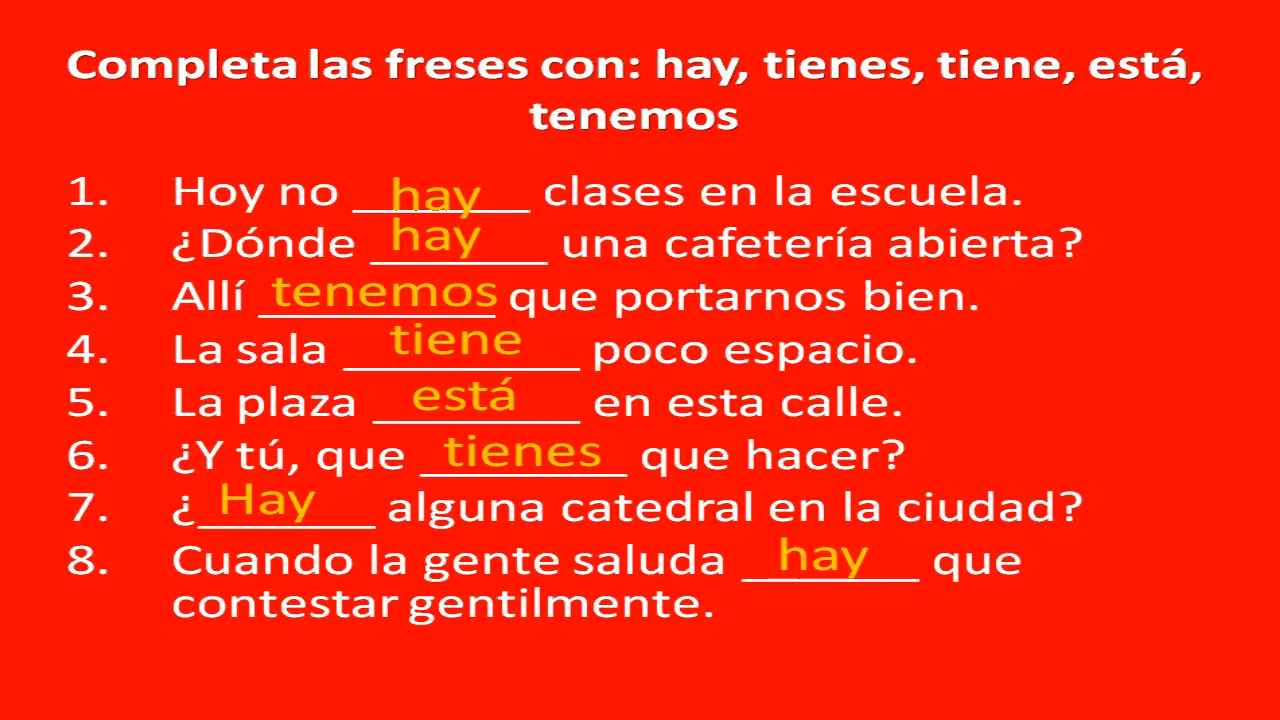 Completa las freses con: hay, tienes, tiene, está,
tenemos
1. Hoy no hay clases en la escuela.
2. ¿Dónde hay una cafetería abierta?
3. Allí tenemos que portarnos bien.
4. La sala tiene poco espacio.
5. La plaza está en esta calle.
6. ¿Y tú, que tienes que hacer?
7. ¿Hay alguna catedral en la ciudad?
8. Cuando la gente saluda hay que
contestar gentilmente.